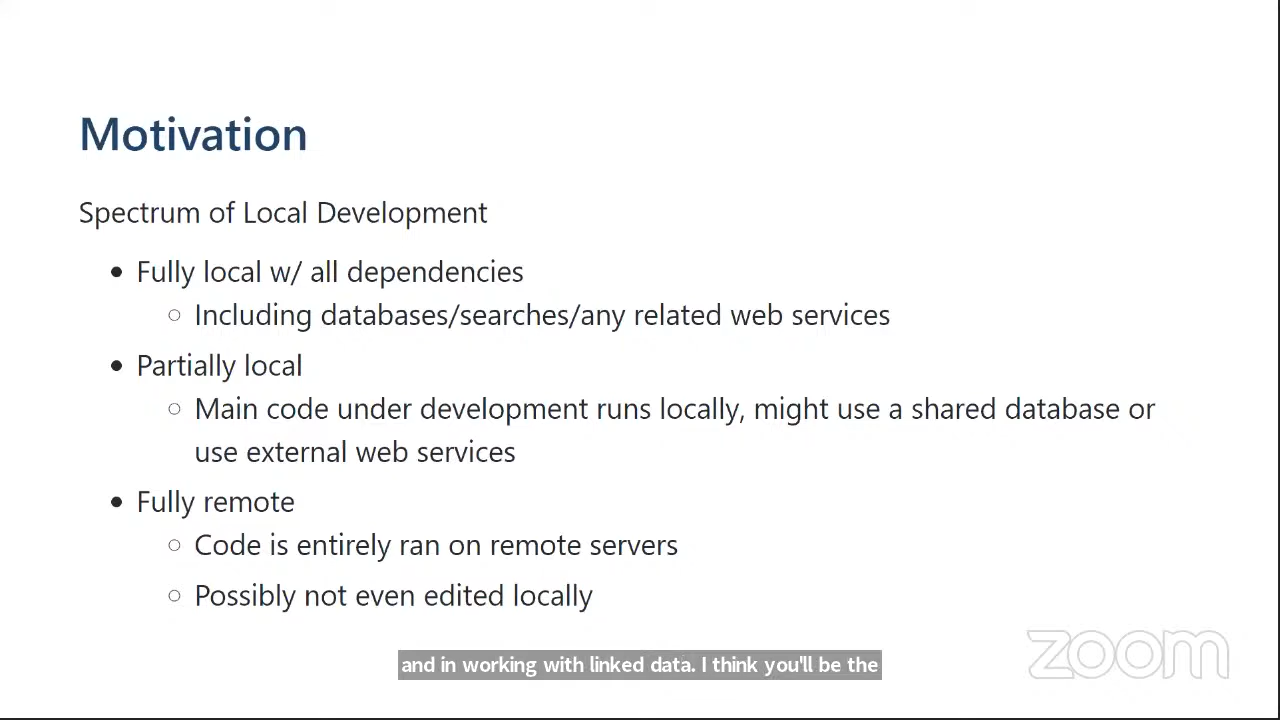 Motivation
Spectrum of Local Development
Fully local w/ all dependencies
Including databases/searches/any related web services
Partially local
Main code under development runs locally, might use a shared database or
use external web services
Fully remote
Code is entirely ran on remote servers
Possibly not even edited locally
and in working with linked data. I think you'll be the
zoom